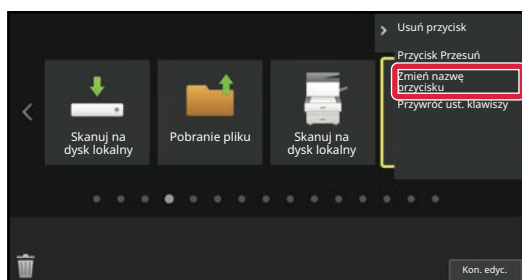 Usuń przycisk
Przycisk Przesuń
Zmień nazwę
przycisku
Przywróć ust. klawiszy
Skanuj na
dysk lokalny
Pobranie pliku
Skanuj na
dysk lokalny
Kon. edyc.